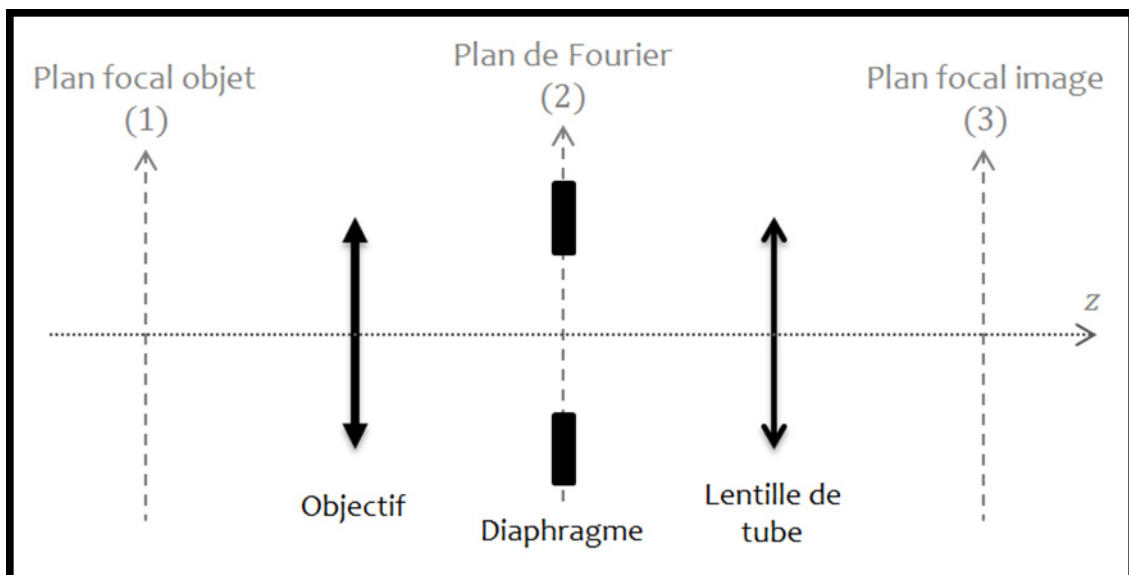 Plan focal objet
(1)
Plan de Fourier
(2)
Plan focal image
(3)
z
Objectif
Diaphragme
Lentille de
tube